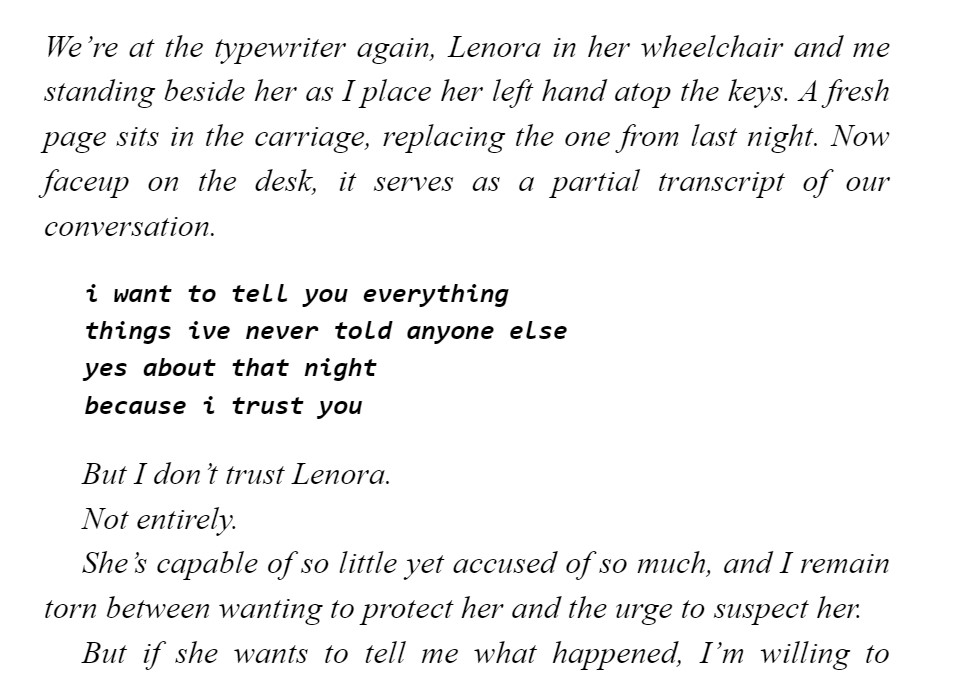 We’re at the typewriter again, Lenora in her wheelchair and me
standing beside her as I place her left hand atop the keys. A fresh
page sits in the carriage, replacing the one from last night. Now
faceup on the desk, it serves as a partial transcript of our
conversation.
i want to tell you everything
things ive never told anyone else
yes about that night
because i trust you
But I don’t trust Lenora.
Not entirely.
She’s capable of so little yet accused of so much, and I remain
torn between wanting to protect her and the urge to suspect her.
But if she wants to tell me what happened, I’m willing to